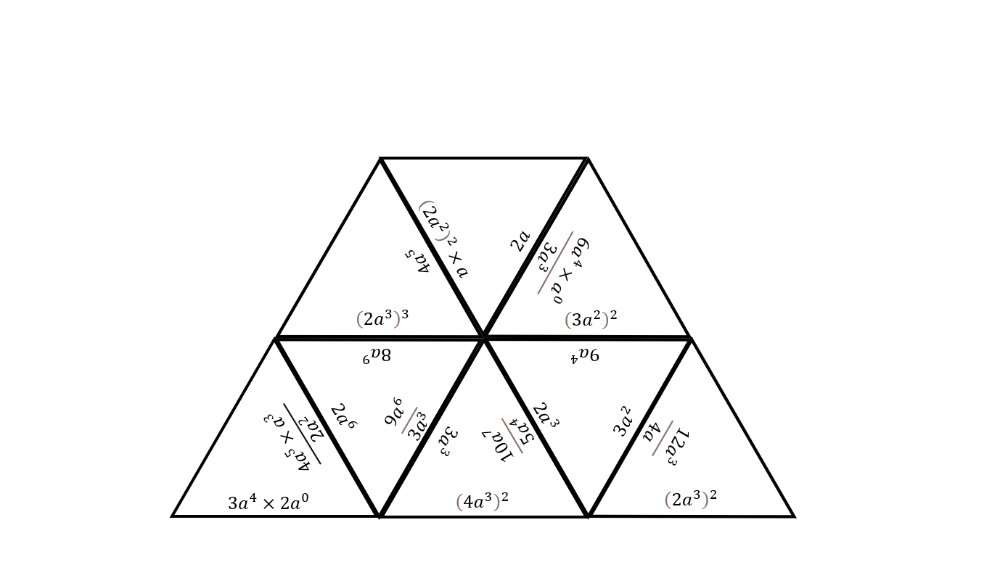 (2a²)² × a
2a
4a⁵
6a⁴ × a⁰
3a³
(2a³)³
(3a²)²
8a⁹
9a⁴
4a⁵ × a³
2a²
2a⁶
9a⁶
3a³
3a³
10a⁷
5a⁴
2a³
3a²
12a³
4a
3a⁴ × 2a⁰
(4a³)²
(2a³)²